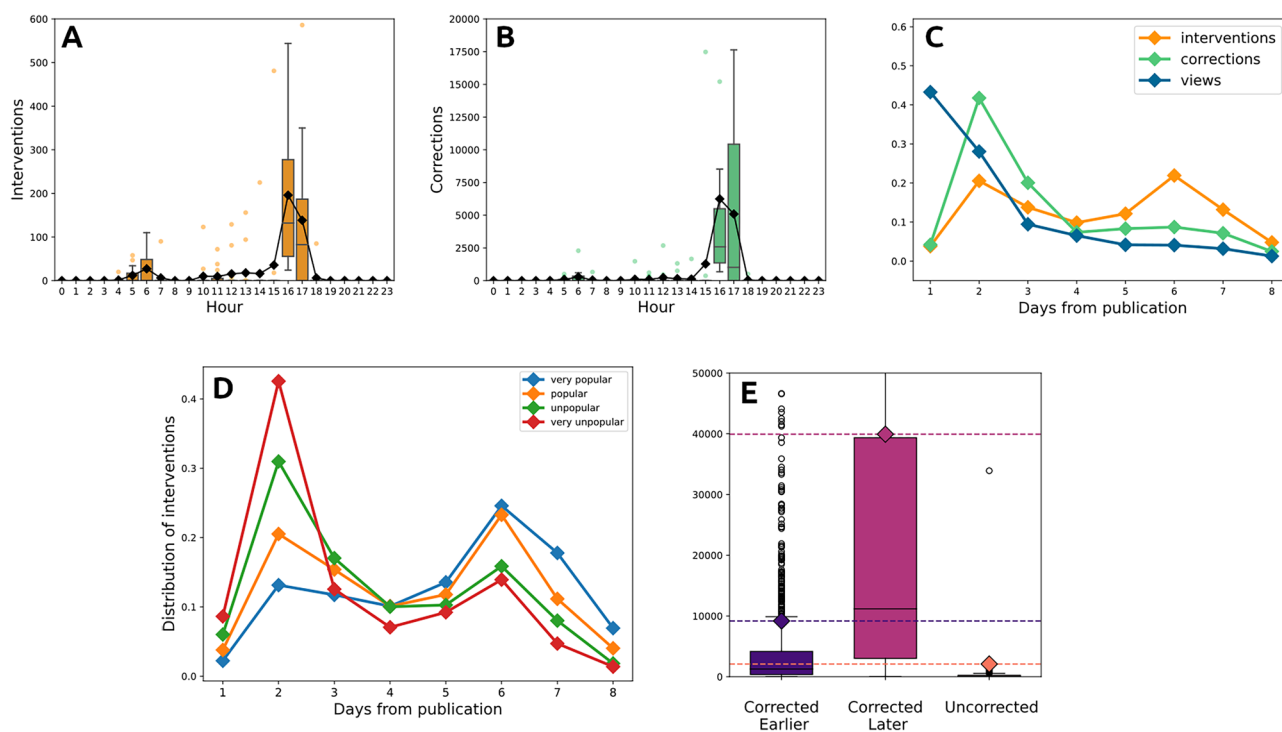 A
600
500
400
300
200
100
0
Interventions
0 1 2 3 4 5 6 7 8 9 10 11 12 13 14 15 16 17 18 19 20 21 22 23
Hour
B
20000
17500
15000
12500
10000
7500
5000
2500
0
Corrections
0 1 2 3 4 5 6 7 8 9 10 11 12 13 14 15 16 17 18 19 20 21 22 23
Hour
C
interventions
corrections
views
0.6
0.5
0.4
0.3
0.2
0.1
0.0
1 2 3 4 5 6 7 8
Days from publication
D
very popular
popular
unpopular
very unpopular
0.4
0.3
0.2
0.1
0.0
Distribution of interventions
1 2 3 4 5 6 7 8
Days from publication
E
50000
40000
30000
20000
10000
0
Corrected
Earlier
Corrected
Later
Uncorrected